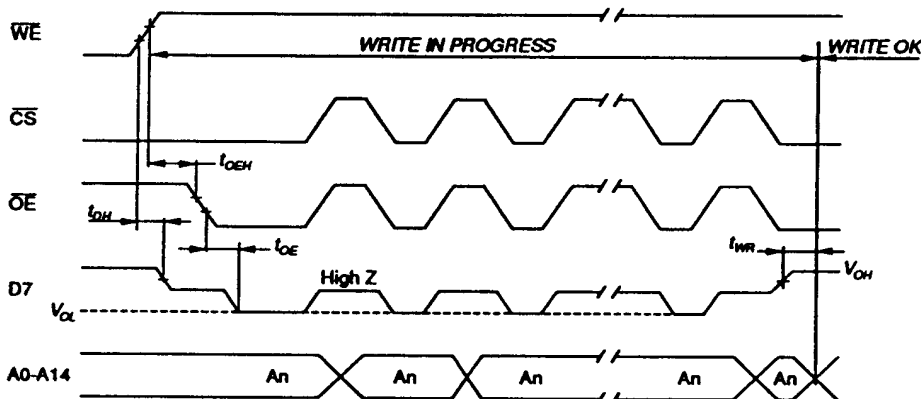 WE
WRITE IN PROGRESS WRITE OK
CS
tOEH
OE
tDH
tOE
tWR
High Z
VOH
D7
VOL
A0-A14 An An An An An